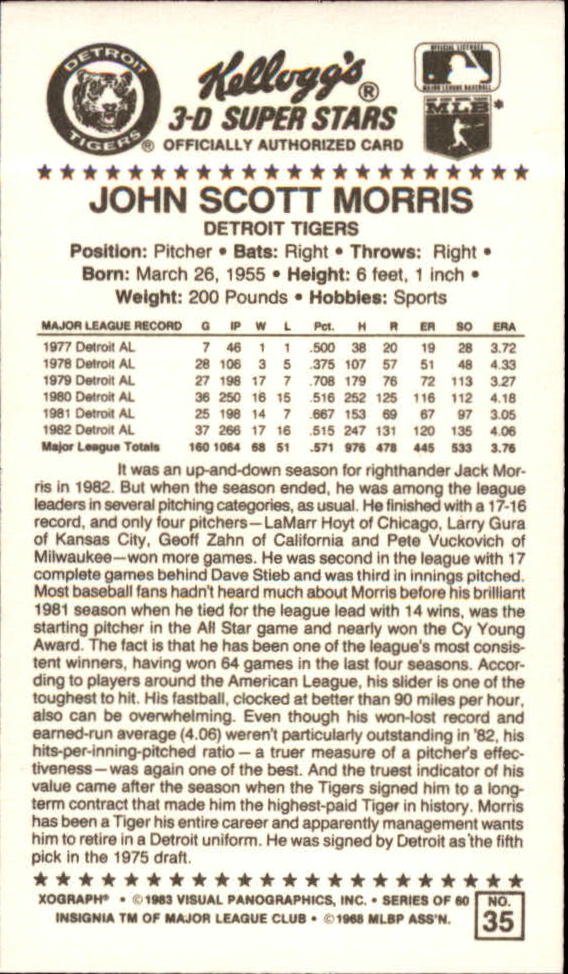 DETROIT
TIGERS ®
Kellogg's ®
3-D SUPER STARS
OFFICIALLY AUTHORIZED CARD
OFFICIAL LICENSEE
MAJOR LEAGUE BASEBALL
MLB *
JOHN SCOTT MORRIS
DETROIT TIGERS
Position: Pitcher • Bats: Right • Throws: Right •
Born: March 26, 1955 • Height: 6 feet, 1 inch •
Weight: 200 Pounds • Hobbies: Sports
MAJOR LEAGUE RECORD G IP W L Pct. H R ER SO ERA
1977 Detroit AL 7 46 1 1 .500 38 20 19 28 3.72
1978 Detroit AL 28 106 3 5 .375 107 57 51 48 4.33
1979 Detroit AL 27 198 17 7 .708 179 76 72 113 3.27
1980 Detroit AL 36 250 16 15 .516 252 125 116 112 4.18
1981 Detroit AL 25 198 14 7 .667 153 69 67 97 3.05
1982 Detroit AL 37 266 17 16 .515 247 131 120 135 4.06
Major League Totals 160 1064 68 51 .571 976 478 445 533 3.76
It was an up-and-down season for righthander Jack Mor-
ris in 1982. But when the season ended, he was among the league
leaders in several pitching categories, as usual. He finished with a 17-16
record, and only four pitchers—LaMarr Hoyt of Chicago, Larry Gura
of Kansas City, Geoff Zahn of California and Pete Vuckovich of
Milwaukee—won more games. He was second in the league with 17
complete games behind Dave Stieb and was third in innings pitched.
Most baseball fans hadn't heard much about Morris before his brilliant
1981 season when he tied for the league lead with 14 wins, was the
starting pitcher in the All Star game and nearly won the Cy Young
Award. The fact is that he has been one of the league's most consis-
tent winners, having won 64 games in the last four seasons. Accor-
ding to players around the American League, his slider is one of the
toughest to hit. His fastball, clocked at better than 90 miles per hour,
also can be overwhelming. Even though his won-lost record and
earned-run average (4.06) weren't particularly outstanding in '82, his
hits-per-inning-pitched ratio — a truer measure of a pitcher's effec-
tiveness—was again one of the best. And the truest indicator of his
value came after the season when the Tigers signed him to a long-
term contract that made him the highest-paid Tiger in history. Morris
has been a Tiger his entire career and apparently management wants
him to retire in a Detroit uniform. He was signed by Detroit as the fifth
pick in the 1975 draft.
XOGRAPH® • ©1983 VISUAL PANOGRAPHICS, INC. • SERIES OF 60
INSIGNIA TM OF MAJOR LEAGUE CLUB • ©1968 MLBP ASS'N.
NO.
35